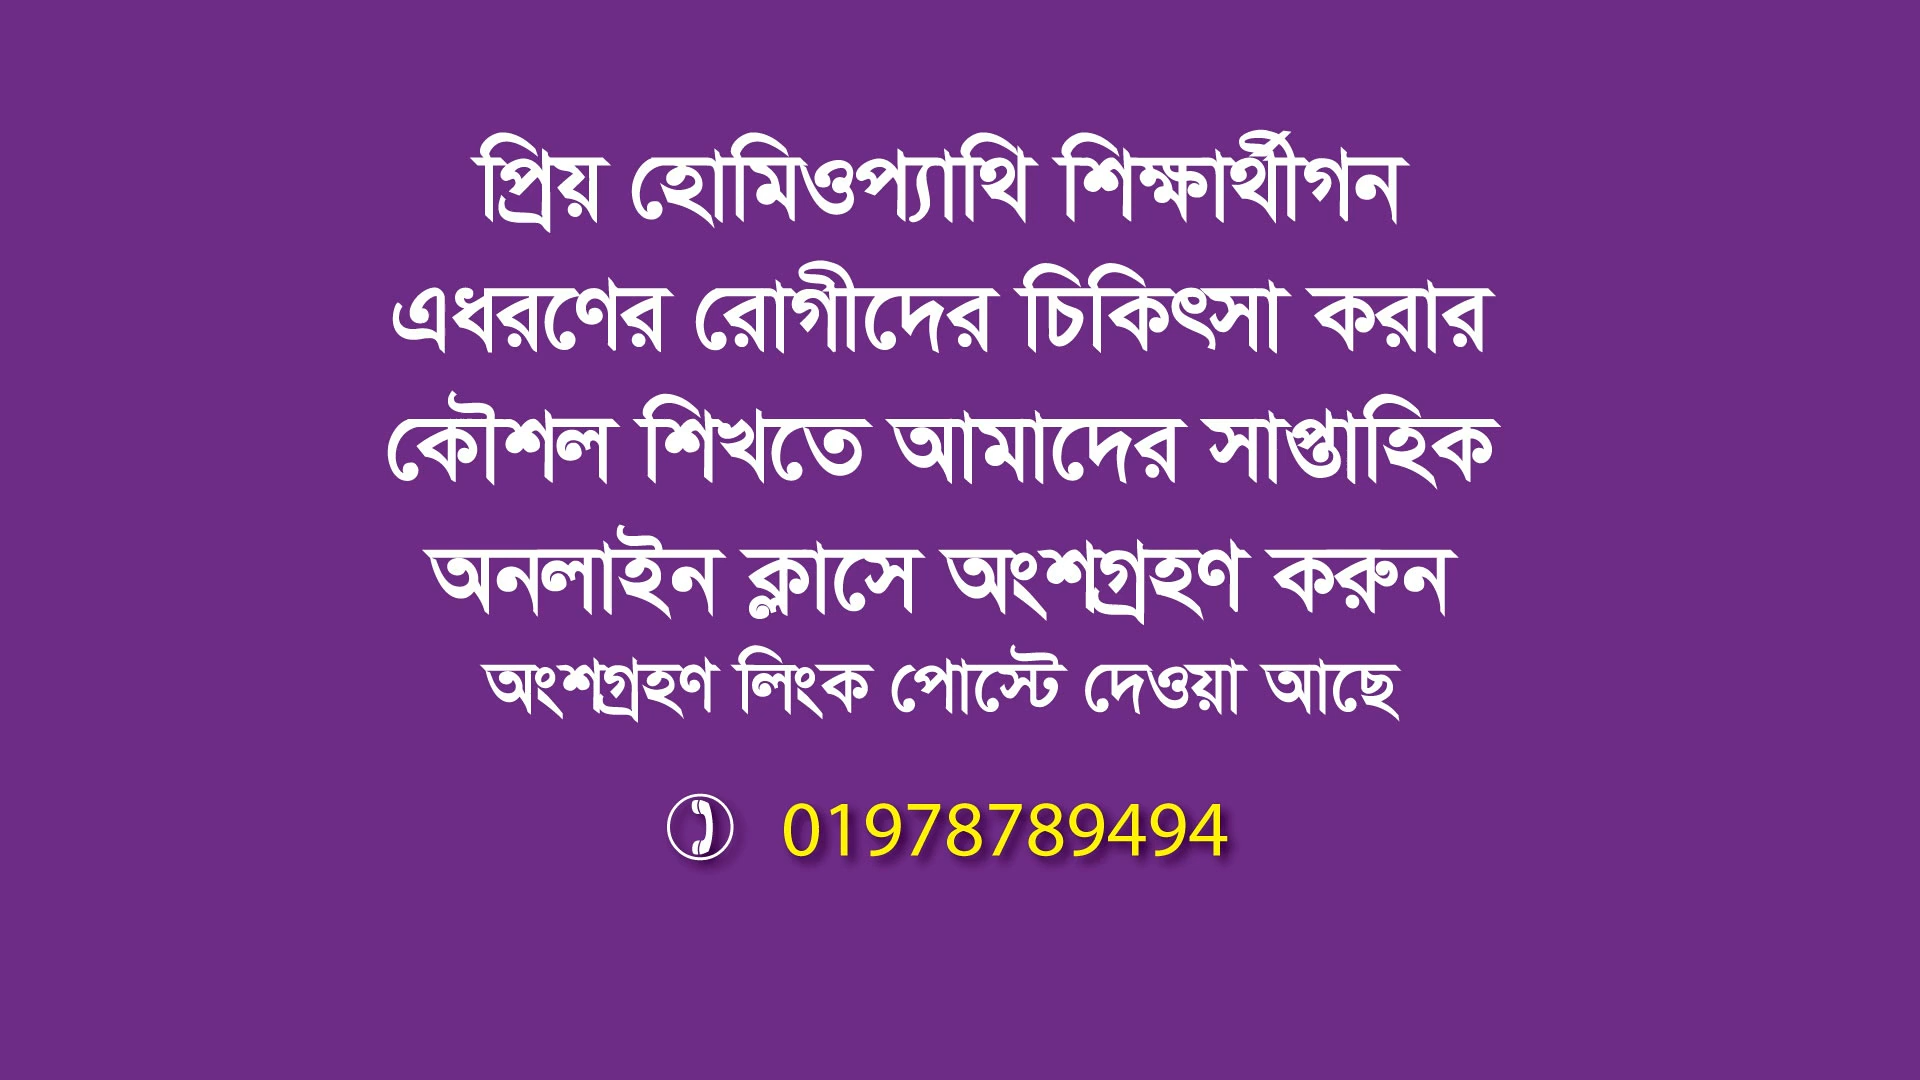 প্রিয় হোমিওপ্যাথি শিক্ষার্থীগন
এধরণের রোগীদের চিকিৎসা করার
কৌশল শিখতে আমাদের সাপ্তাহিক
অনলাইন ক্লাসে অংশগ্রহণ করুন
অংশগ্রহণ লিংক পোস্টে দেওয়া আছে
01978789494